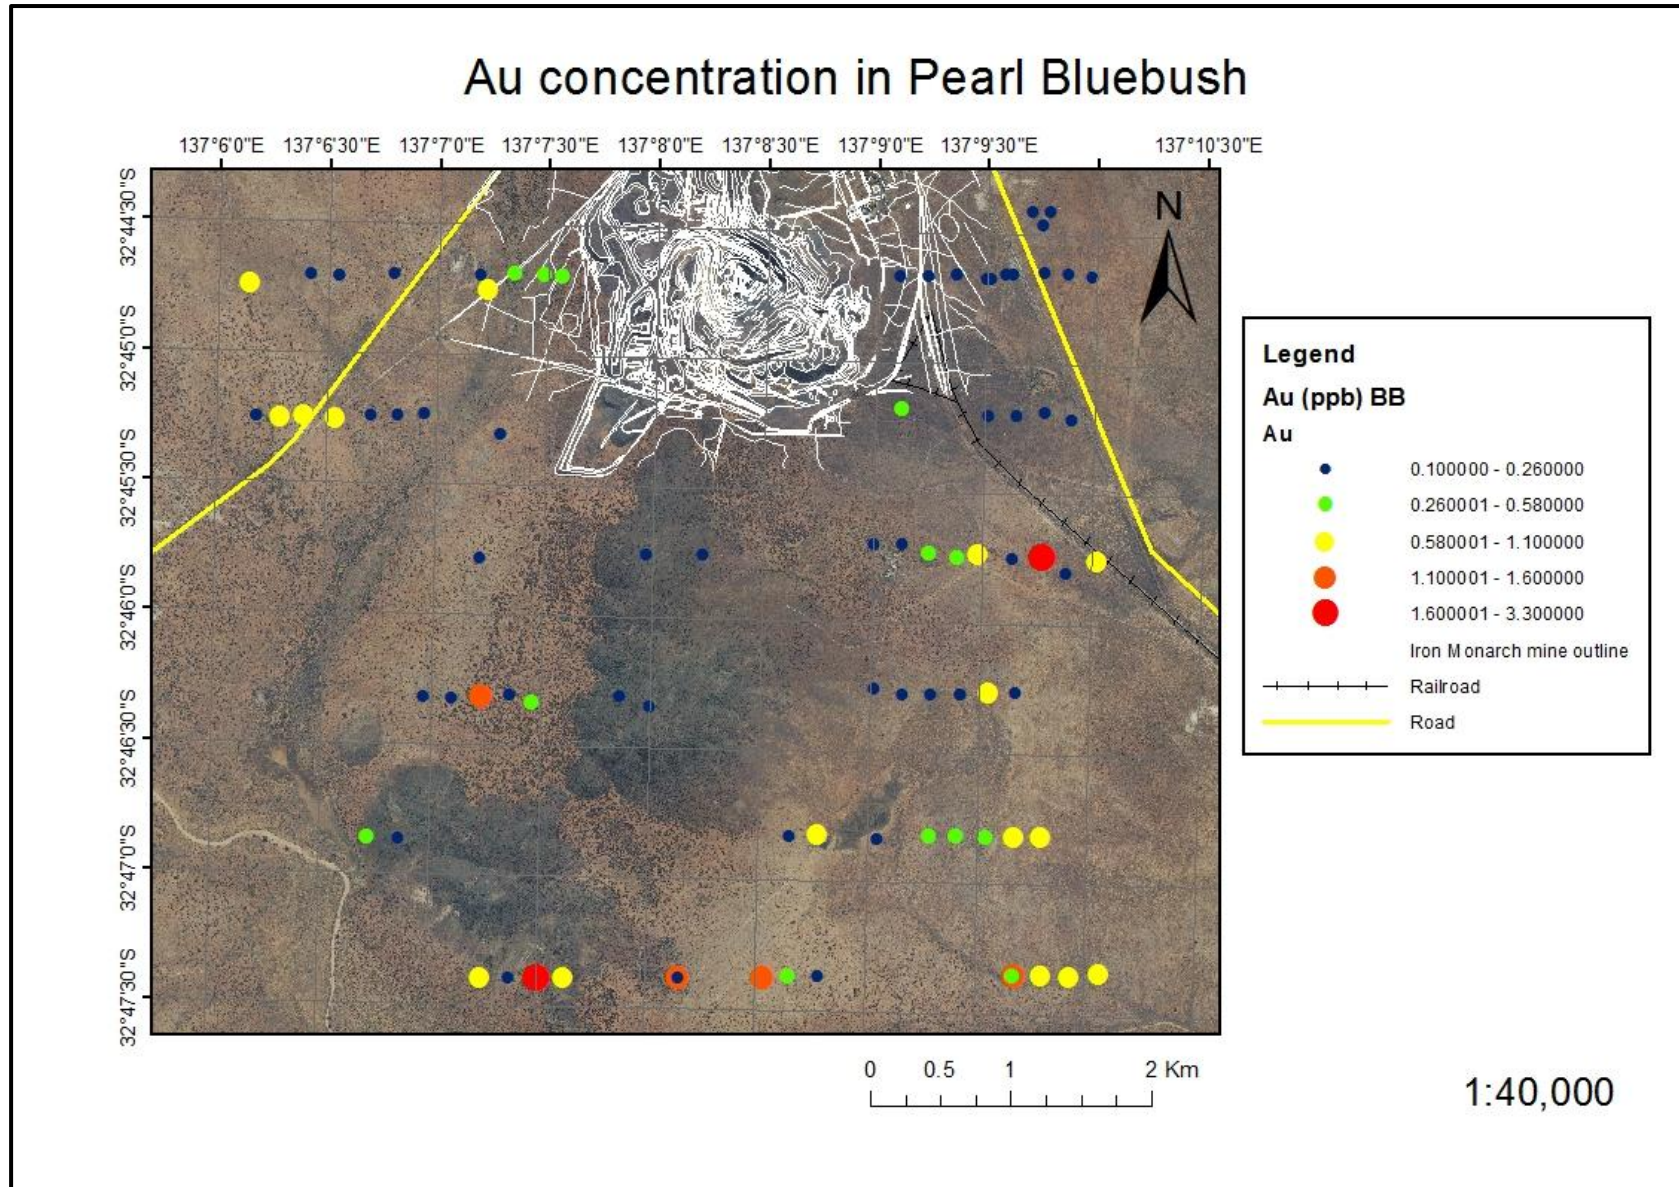 Au concentration in Pearl Bluebush
137°6'0"E 137°6'30"E 137°7'0"E 137°7'30"E 137°8'0"E 137°8'30"E 137°9'0"E 137°9'30"E 137°10'30"E
32°44'30"S
32°45'0"S
32°45'30"S
32°46'0"S
32°46'30"S
32°47'0"S
32°47'30"S
N
Legend
Au (ppb) BB
Au
0.100000 - 0.260000
0.260001 - 0.580000
0.580001 - 1.100000
1.100001 - 1.600000
1.600001 - 3.300000
Iron Monarch mine outline
Railroad
Road
0 0.5 1 2 Km
1:40,000